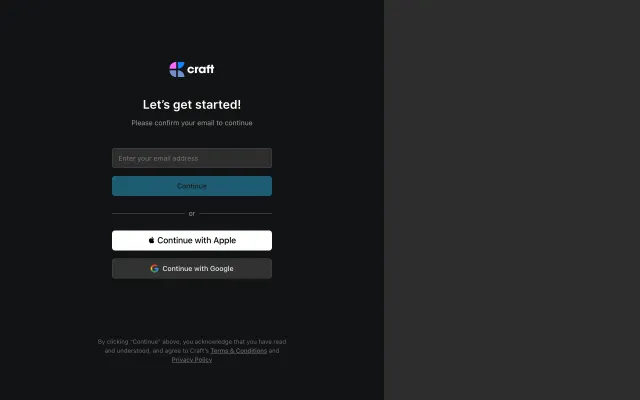 craft
Let's get started!
Please confirm your email to continue
Enter your email address
Continue
or
Continue with Apple
Continue with Google
By clicking "Continue" above, you acknowledge that you have read
and understood, and agree to Craft's Terms & Conditions and
Privacy Policy